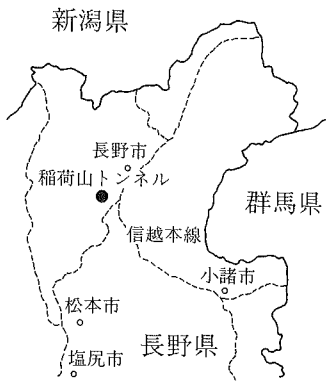 新潟県
長野市
稲荷山トンネル
群馬県
信越本線
小諸市
松本市
長野県
塩尻市